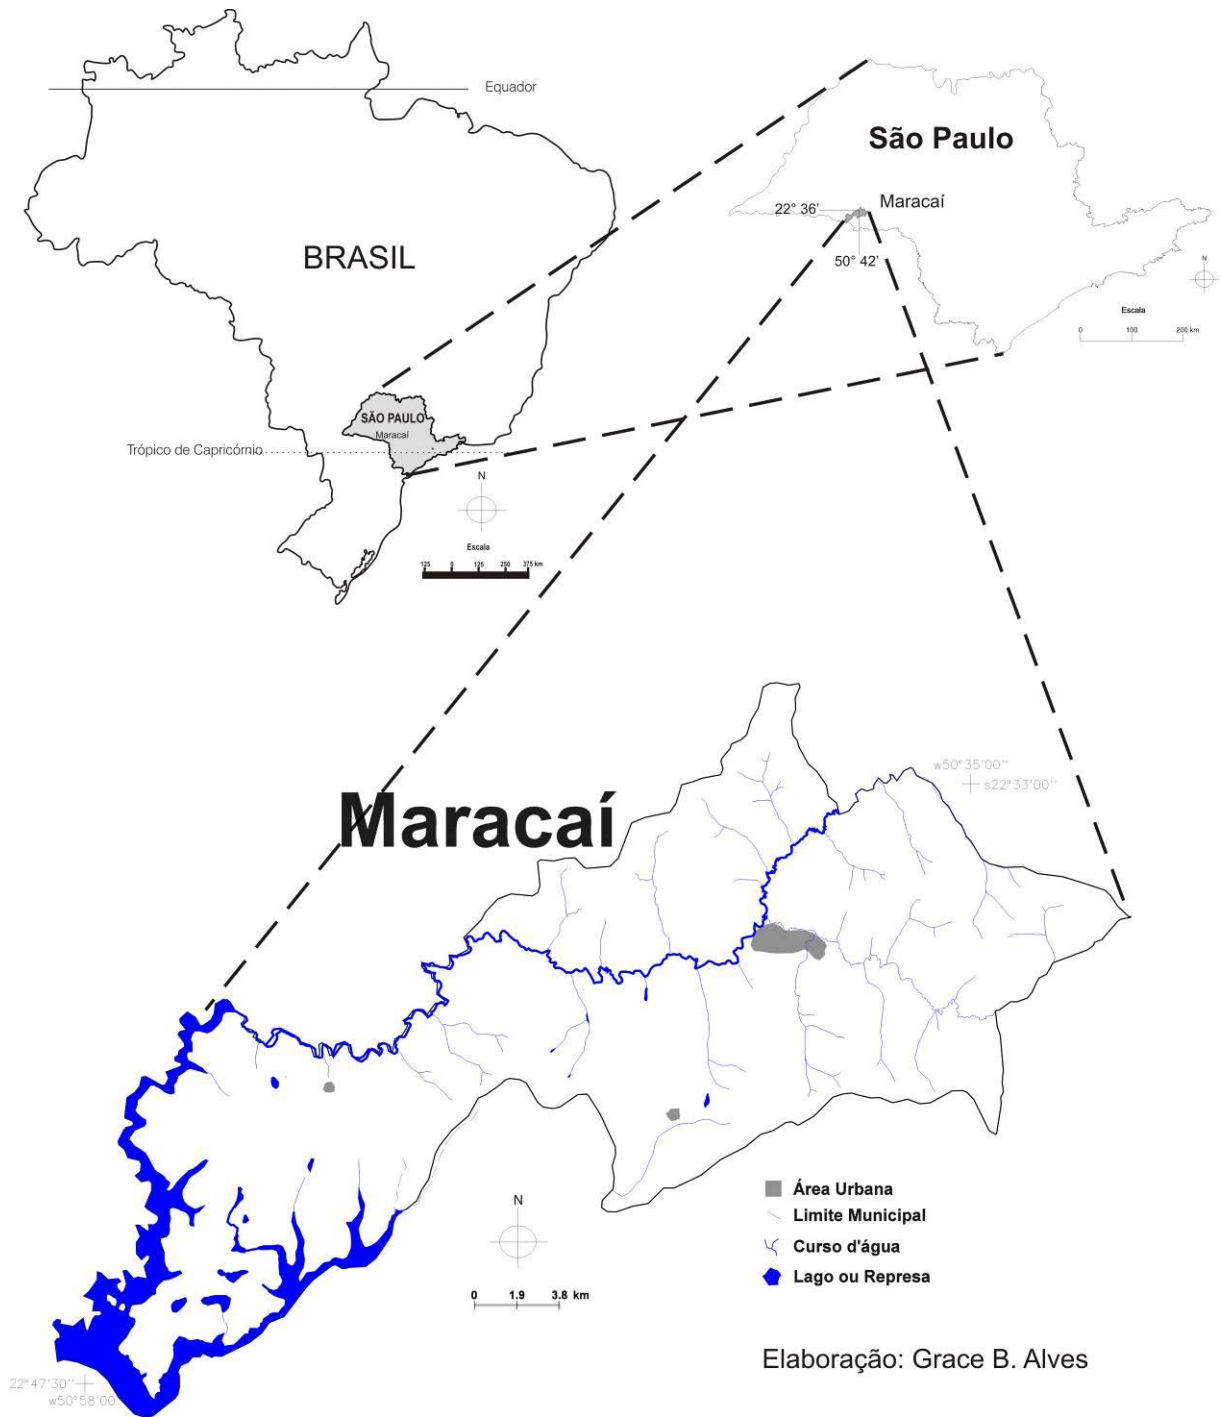 Equador
BRASIL
SÃO PAULO
Maracaí
Trópico de Capricórnio
N
Escala
125 0 125 250 375 km
São Paulo
Maracaí
22° 36'
50° 42'
N
Escala
0 100 200 km
Maracaí
w50°35'00''
s22°33'00''
N
0 1.9 3.8 km
Área Urbana
Limite Municipal
Curso d'água
Lago ou Represa
22°47'30''
w50°58'00
Elaboração: Grace B. Alves